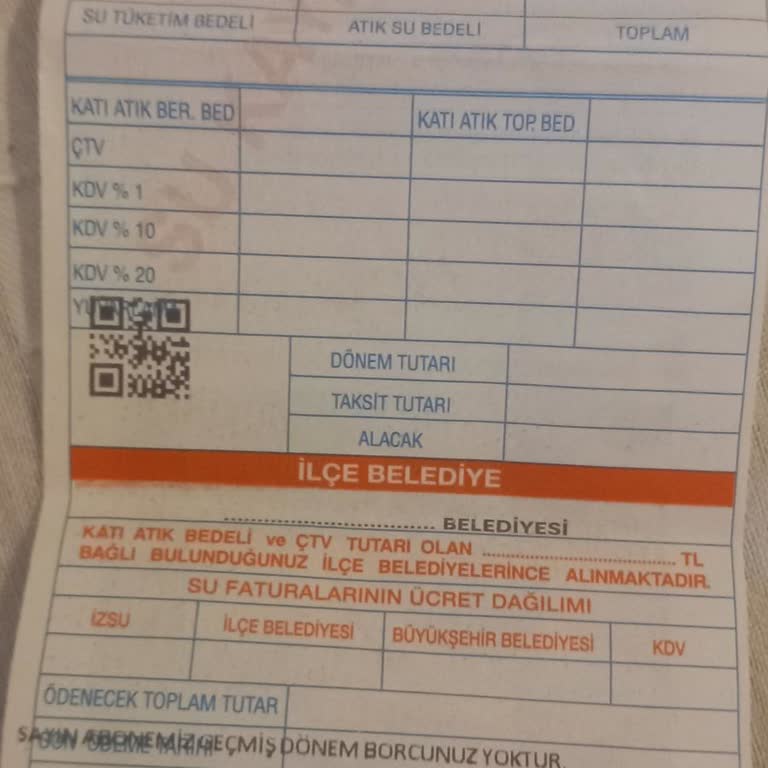 SU TÜKETİM BEDELİ ATIK SU BEDELİ TOPLAM
KATI ATIK BER. BED KATI ATIK TOP. BED
ÇTV
KDV % 1
KDV % 10
KDV % 20
DÖNEM TUTARI
TAKSİT TUTARI
ALACAK
İLÇE BELEDİYE
........................................ BELEDİYESİ
KATI ATIK BEDELİ ve ÇTV TUTARI OLAN ........................................ TL
BAĞLI BULUNDUĞUNUZ İLÇE BELEDİYELERİNCE ALINMAKTADIR.
SU FATURALARININ ÜCRET DAĞILIMI
İZSU İLÇE BELEDİYESİ BÜYÜKŞEHİR BELEDİYESİ KDV
ÖDENECEK TOPLAM TUTAR
SAYIN ABONEMİZ GEÇMİŞ DÖNEM BORCUNUZ YOKTUR.